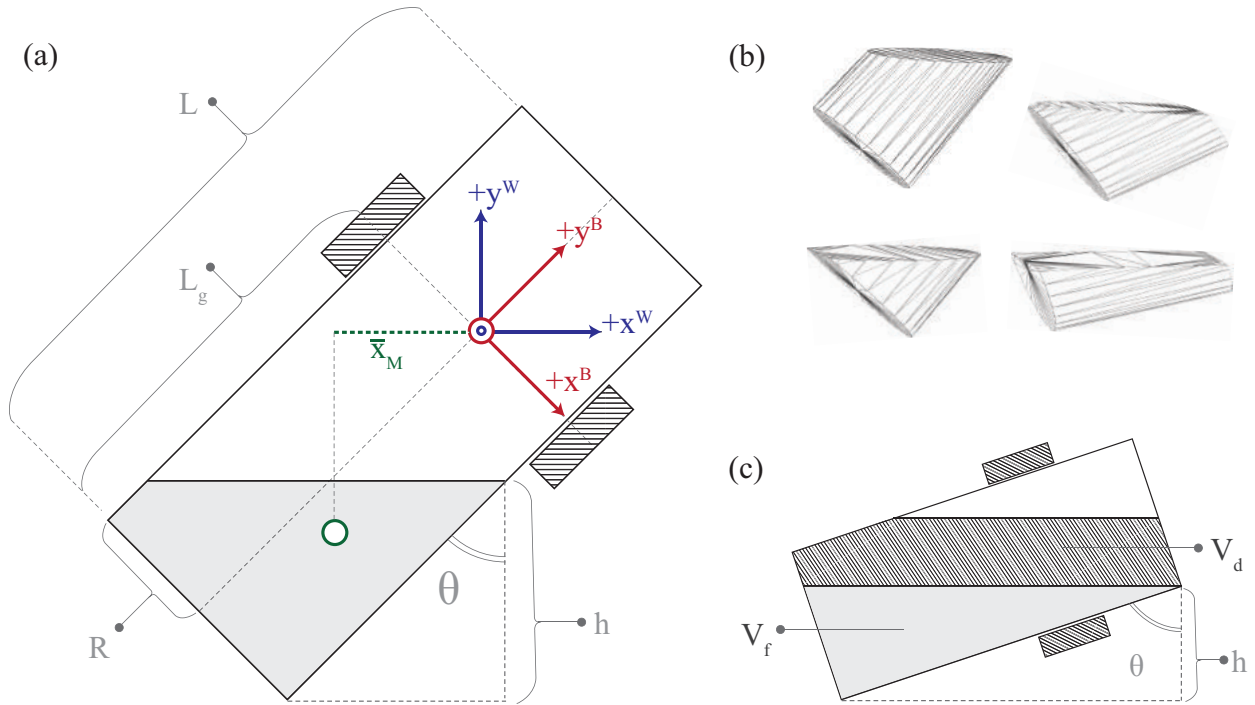 (a)
L
L_g
+y^W
+y^B
+x^W
+x^B
x̅_M
θ
h
R
(b)
(c)
V_d
V_f
θ
h